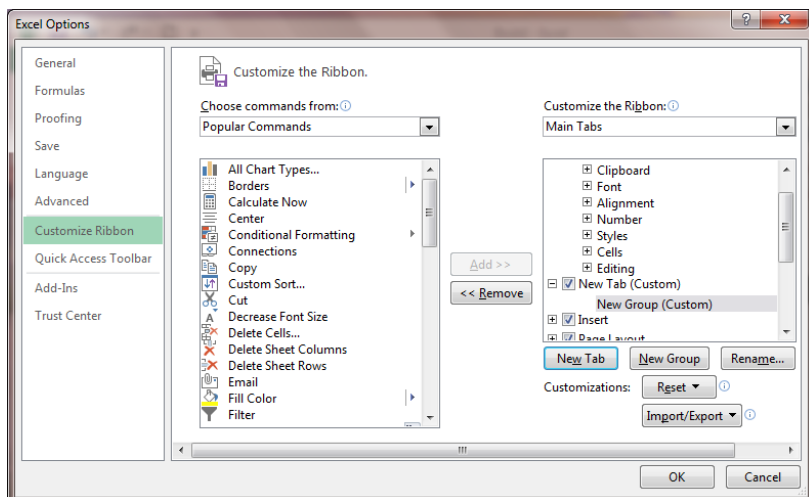 Excel Options
General
Formulas
Proofing
Save
Language
Advanced
Customize Ribbon
Quick Access Toolbar
Add-Ins
Trust Center
Customize the Ribbon.
Choose commands from:
Popular Commands
All Chart Types...
Borders
Calculate Now
Center
Conditional Formatting
Connections
Copy
Custom Sort...
Cut
Decrease Font Size
Delete Cells...
Delete Sheet Columns
Delete Sheet Rows
Email
Fill Color
Filter
Add >>
<< Remove
Customize the Ribbon:
Main Tabs
Clipboard
Font
Alignment
Number
Styles
Cells
Editing
New Tab (Custom)
New Group (Custom)
Insert
Page Layout
New Tab
New Group
Rename...
Customizations:
Reset
Import/Export
OK
Cancel